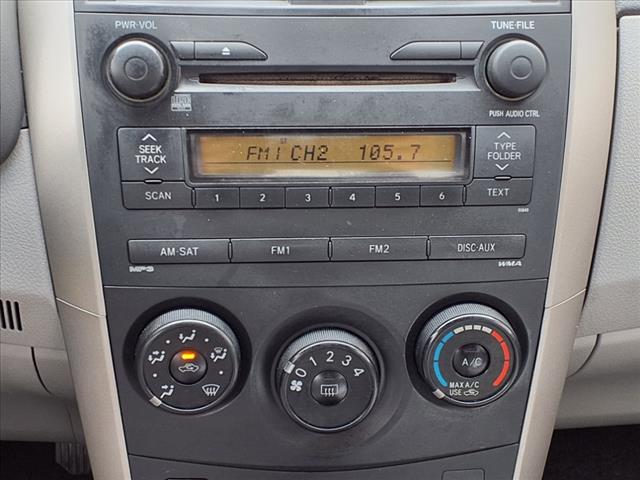 PWR·VOL
TUNE·FILE
PUSH AUDIO CTRL
SEEK
TRACK
ST
FM1 CH2 105.7
TYPE
FOLDER
SCAN
1 2 3 4 5 6
TEXT
AM·SAT
FM1
FM2
DISC·AUX
MP3
WMA
0 1 2 3 4
A/C
MAX A/C
USE